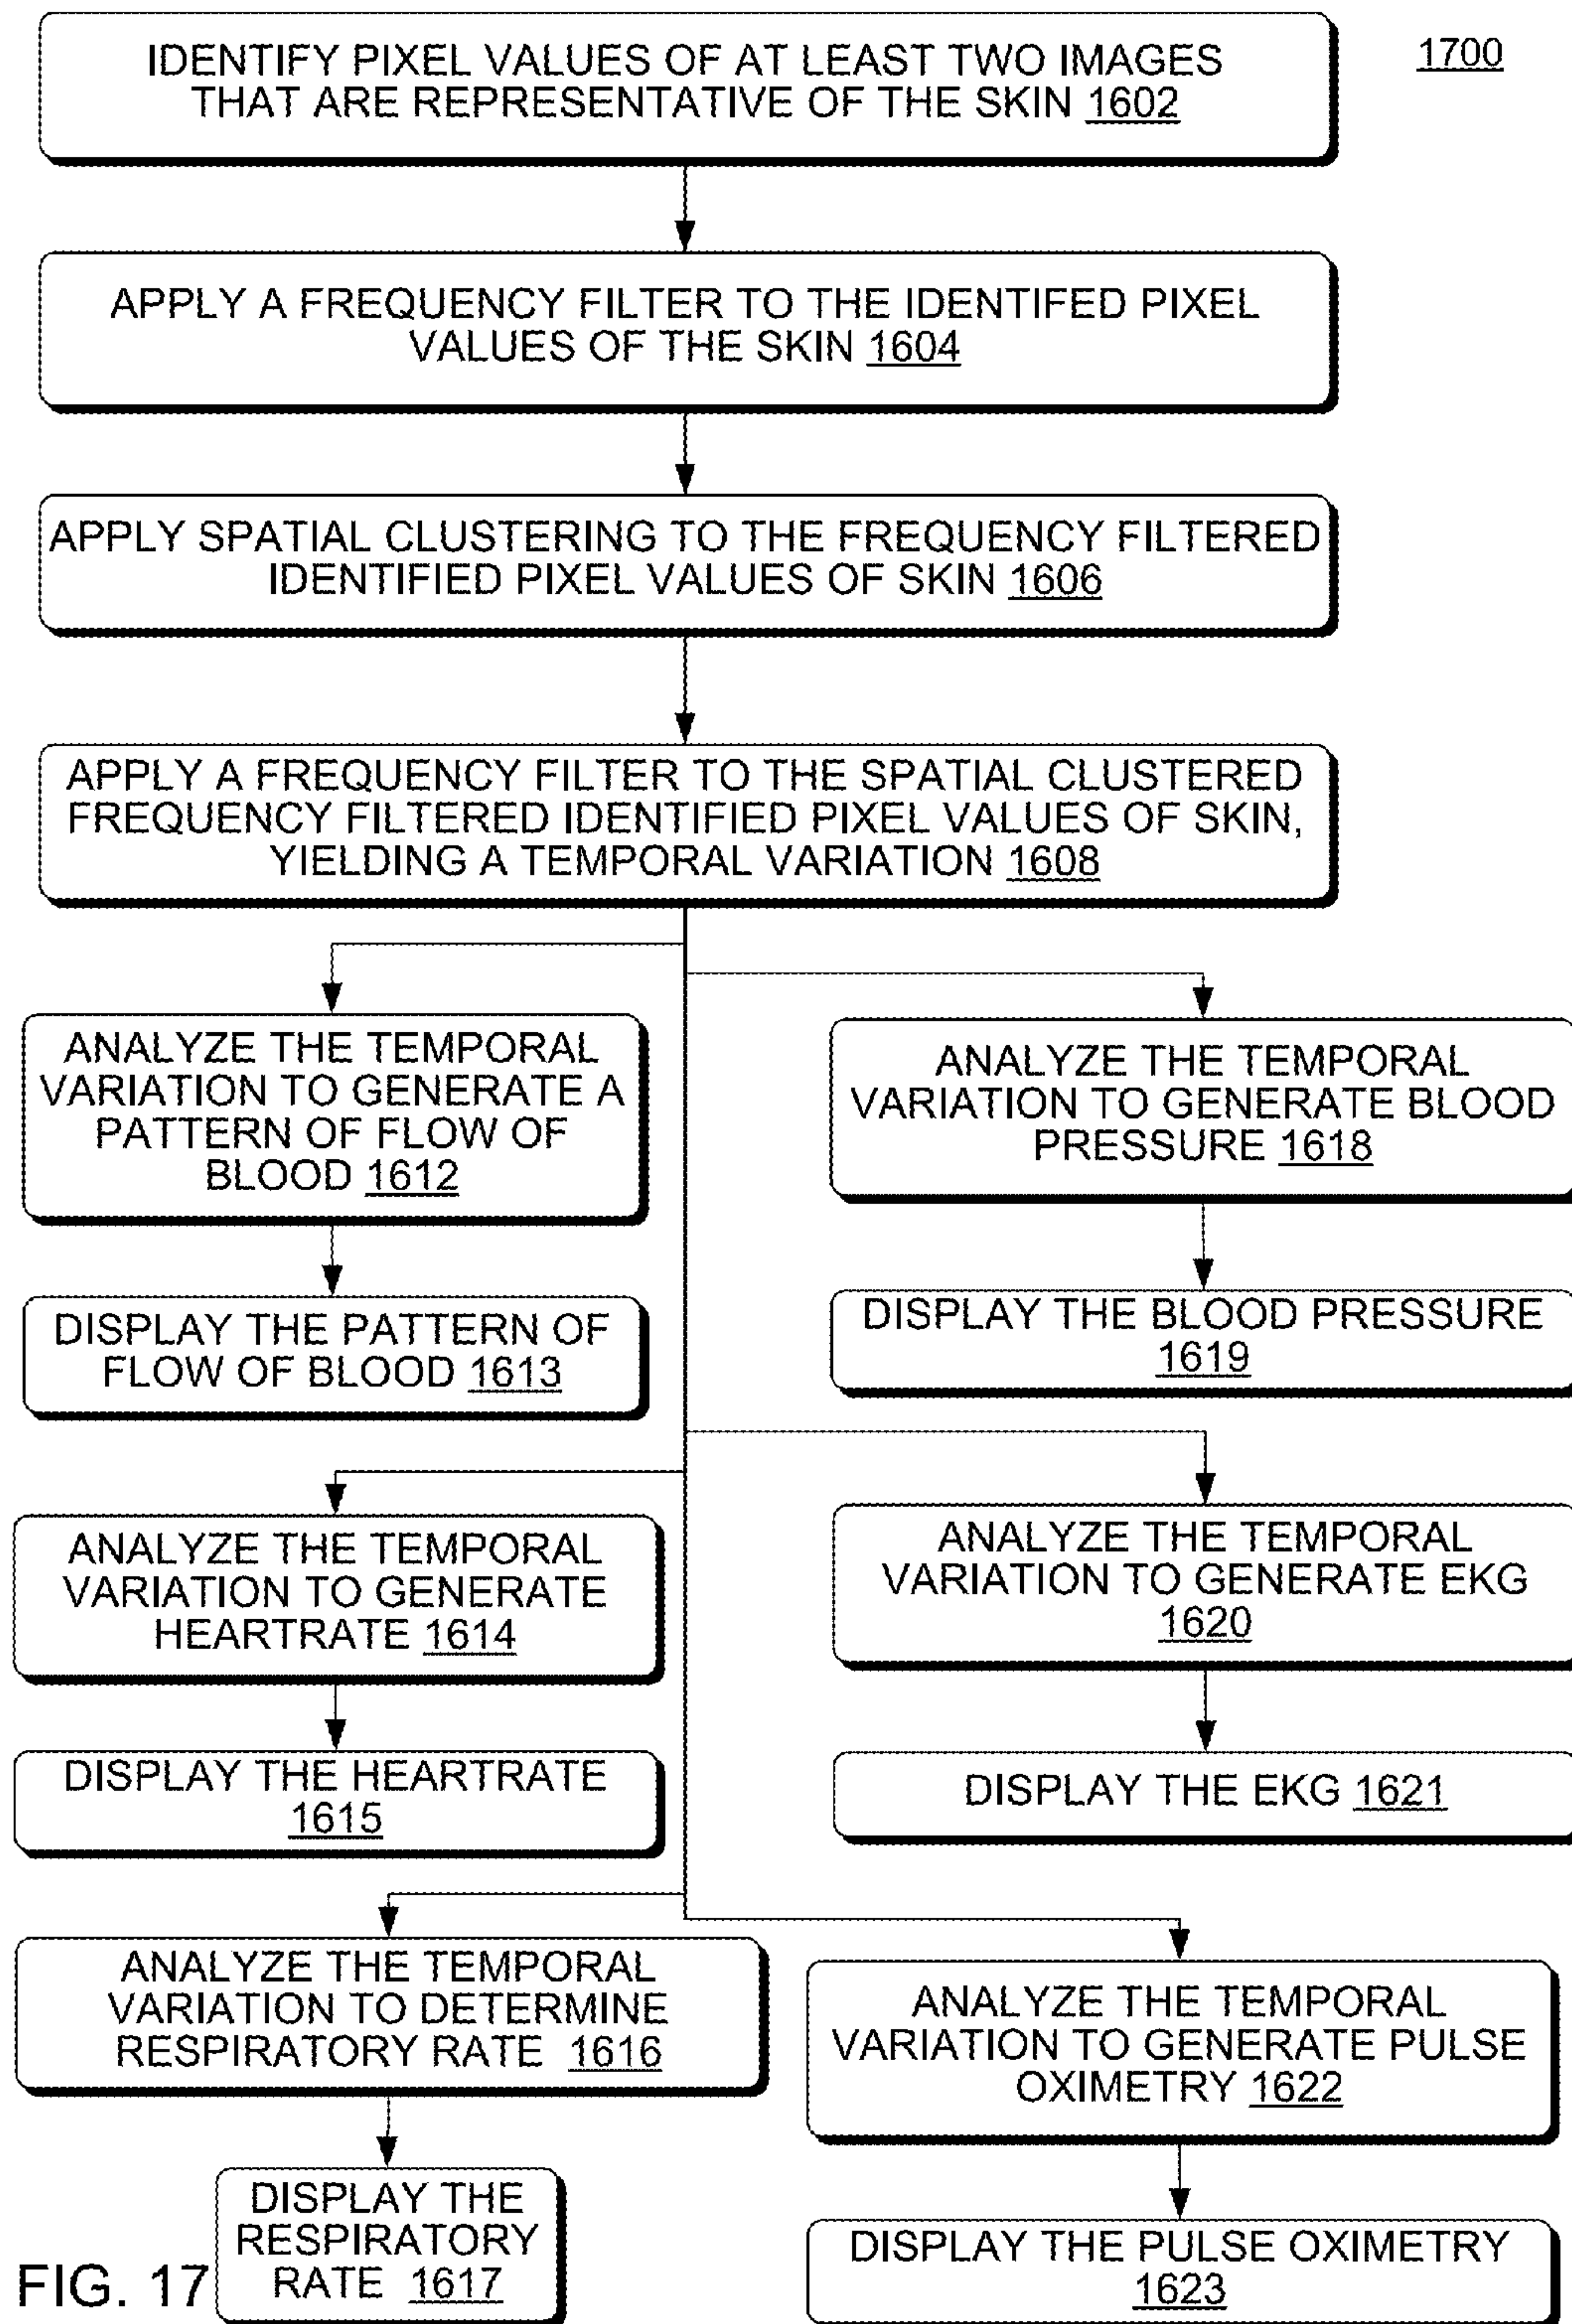 IDENTIFY PIXEL VALUES OF AT LEAST TWO IMAGES
THAT ARE REPRESENTATIVE OF THE SKIN 1602
1700
APPLY A FREQUENCY FILTER TO THE IDENTIFED PIXEL
VALUES OF THE SKIN 1604
APPLY SPATIAL CLUSTERING TO THE FREQUENCY FILTERED
IDENTIFIED PIXEL VALUES OF SKIN 1606
APPLY A FREQUENCY FILTER TO THE SPATIAL CLUSTERED
FREQUENCY FILTERED IDENTIFIED PIXEL VALUES OF SKIN,
YIELDING A TEMPORAL VARIATION 1608
ANALYZE THE TEMPORAL
VARIATION TO GENERATE A
PATTERN OF FLOW OF
BLOOD 1612
ANALYZE THE TEMPORAL
VARIATION TO GENERATE BLOOD
PRESSURE 1618
DISPLAY THE PATTERN OF
FLOW OF BLOOD 1613
DISPLAY THE BLOOD PRESSURE
1619
ANALYZE THE TEMPORAL
VARIATION TO GENERATE
HEARTRATE 1614
ANALYZE THE TEMPORAL
VARIATION TO GENERATE EKG
1620
DISPLAY THE HEARTRATE
1615
DISPLAY THE EKG 1621
ANALYZE THE TEMPORAL
VARIATION TO DETERMINE
RESPIRATORY RATE 1616
ANALYZE THE TEMPORAL
VARIATION TO GENERATE PULSE
OXIMETRY 1622
DISPLAY THE
RESPIRATORY
RATE 1617
DISPLAY THE PULSE OXIMETRY
1623
FIG. 17